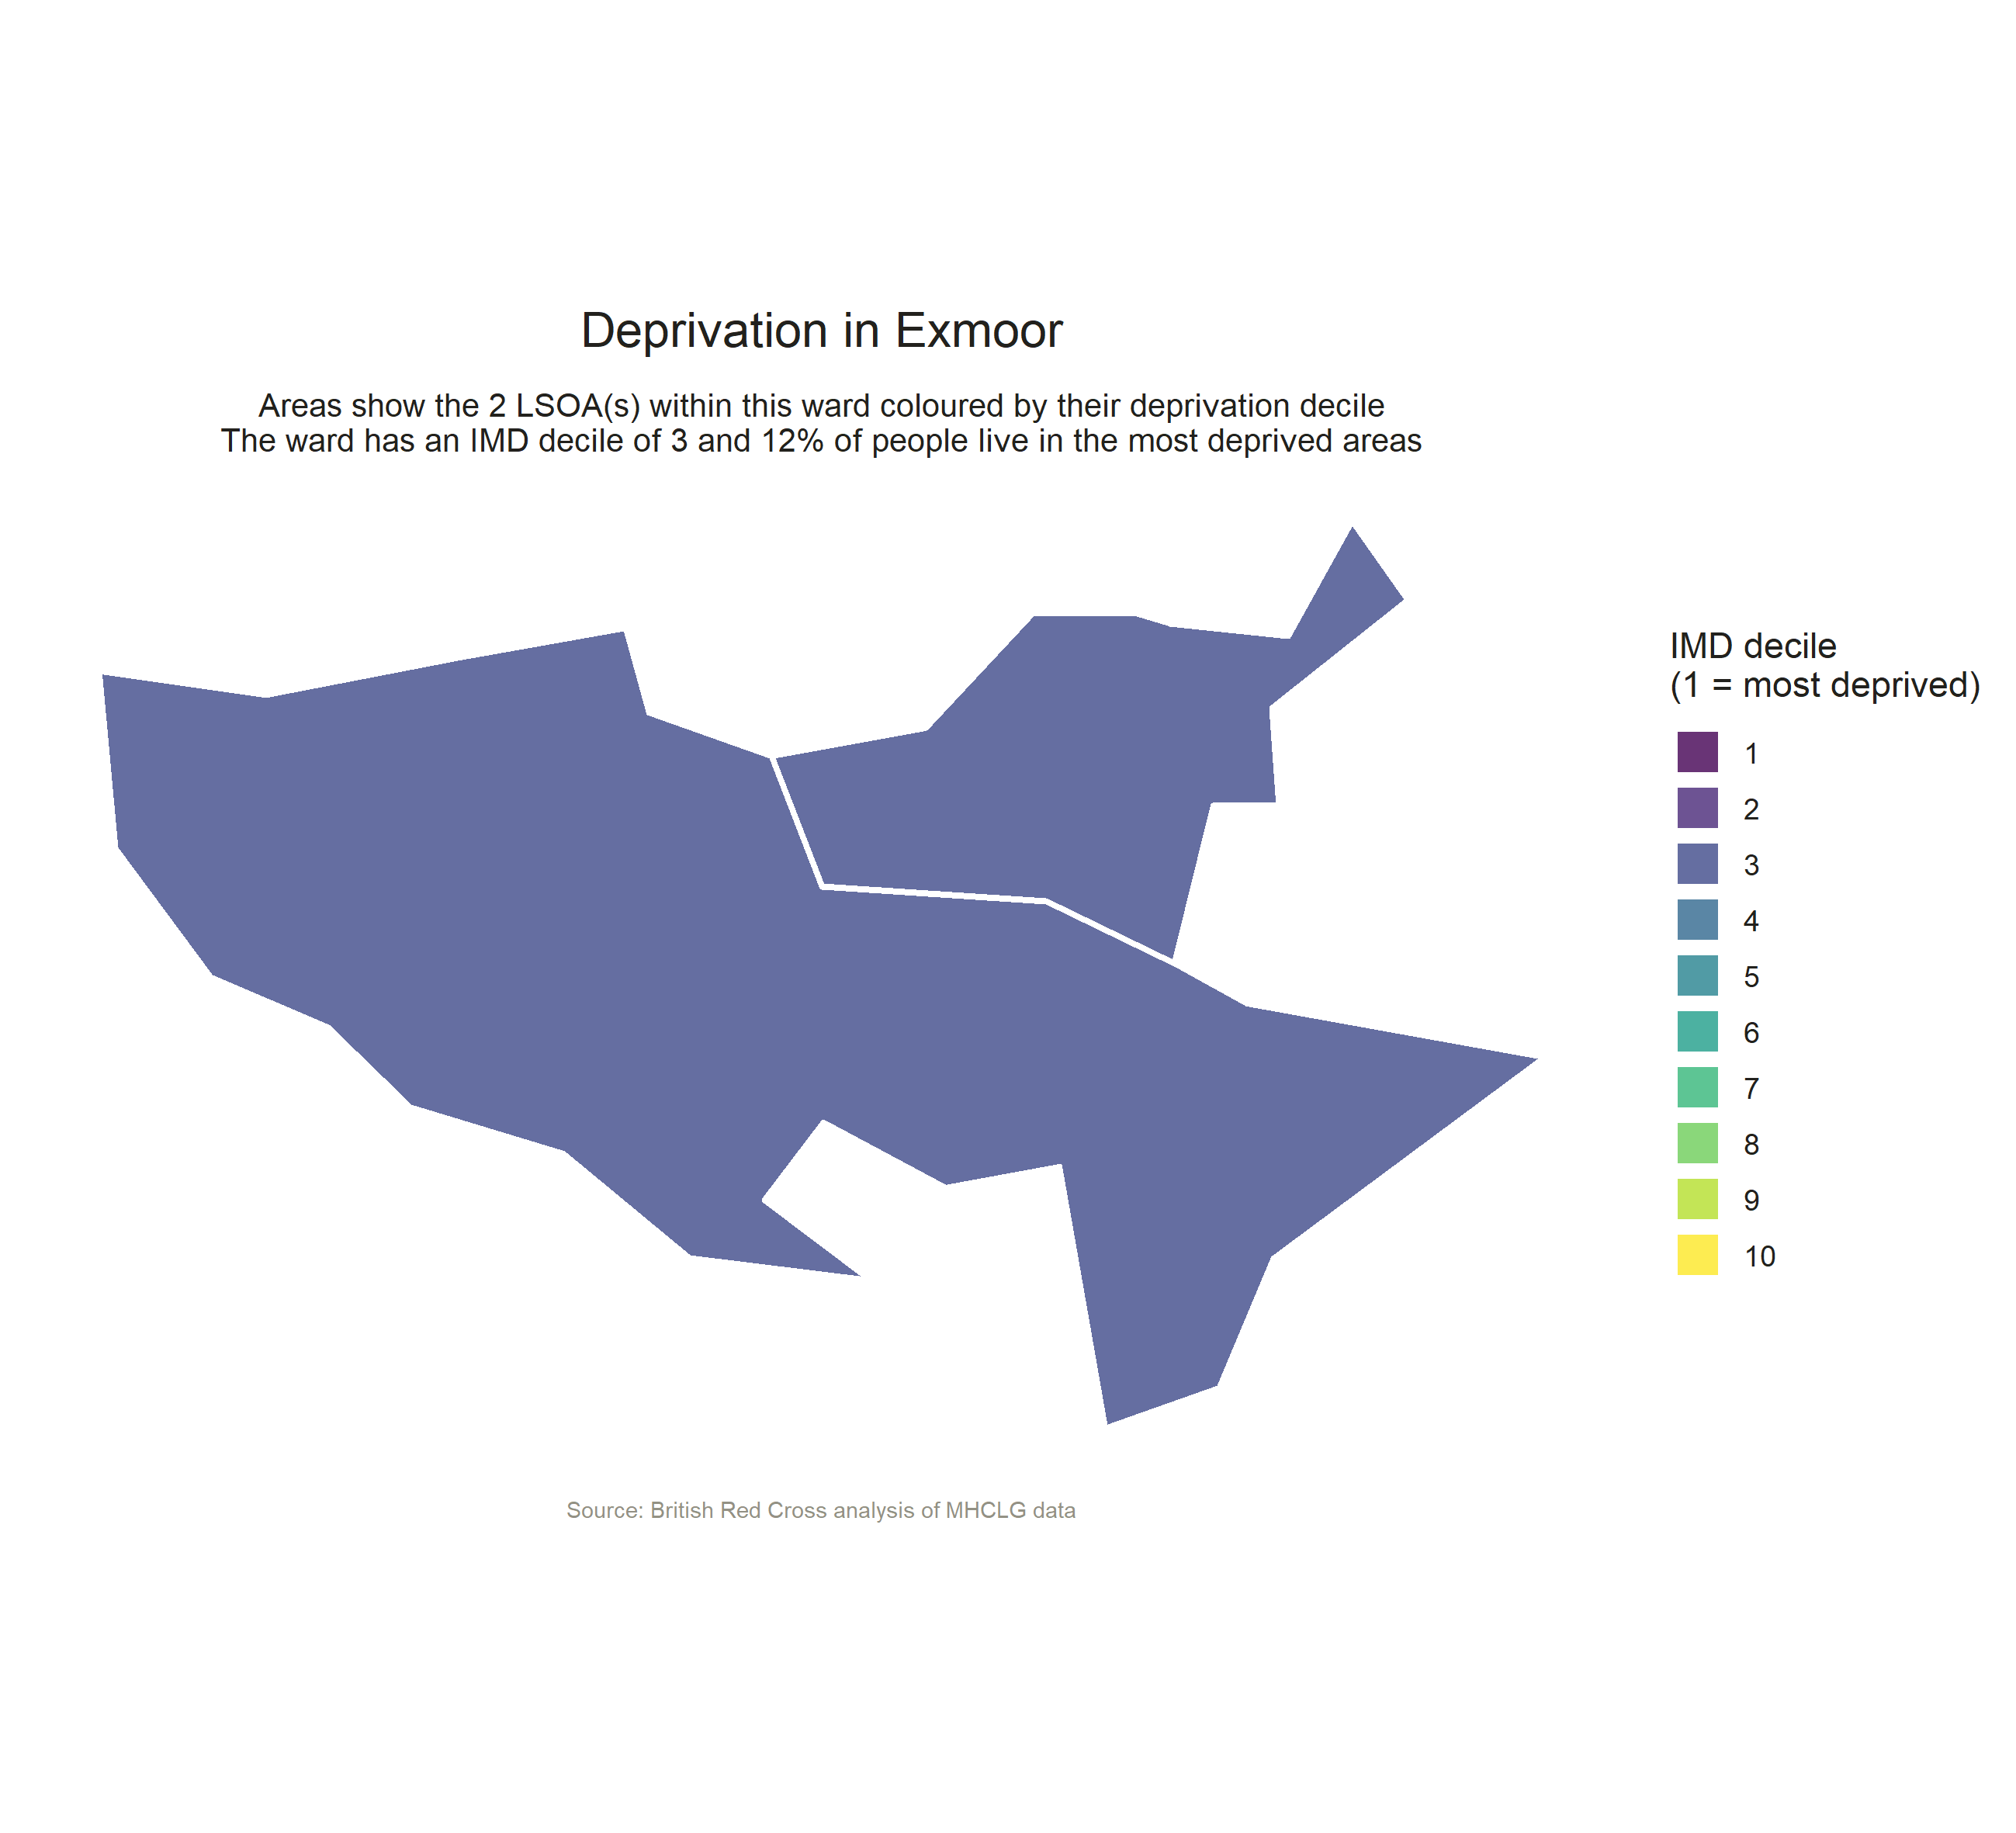 Deprivation in Exmoor
Areas show the 2 LSOA(s) within this ward coloured by their deprivation decile
The ward has an IMD decile of 3 and 12% of people live in the most deprived areas
IMD decile
(1 = most deprived)
1
2
3
4
5
6
7
8
9
10
Source: British Red Cross analysis of MHCLG data